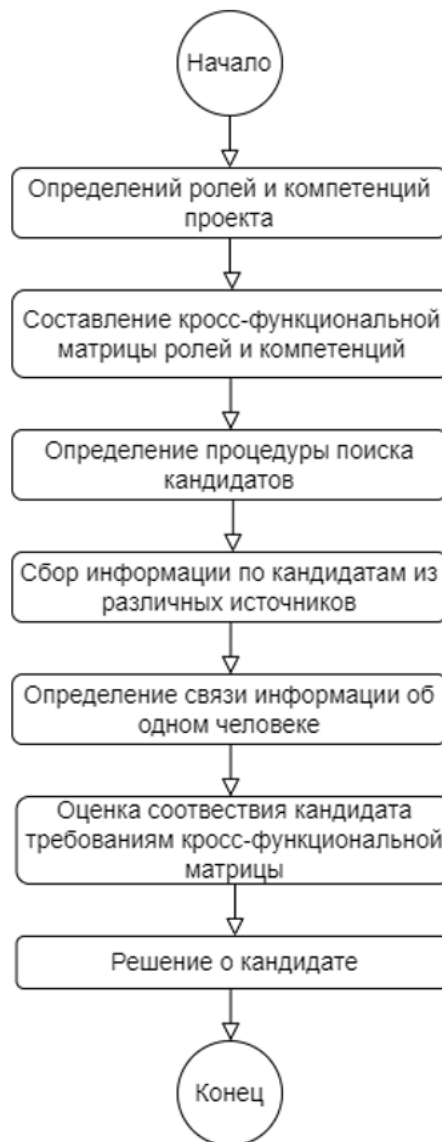 Начало
Определений ролей и компетенций
проекта
Составление кросс-функциональной
матрицы ролей и компетенций
Определение процедуры поиска
кандидатов
Сбор информации по кандидатам из
различных источников
Определение связи информации об
одном человеке
Оценка соотвествия кандидата
требованиям кросс-функциональной
матрицы
Решение о кандидате
Конец